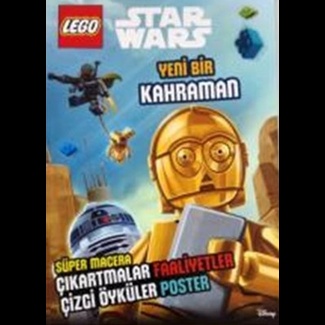 LEGO
STAR
WARS
YENİ BİR
KAHRAMAN
SÜPER MACERA
ÇIKARTMALAR FAALİYETLER
ÇİZGİ ÖYKÜLER POSTER
Disney